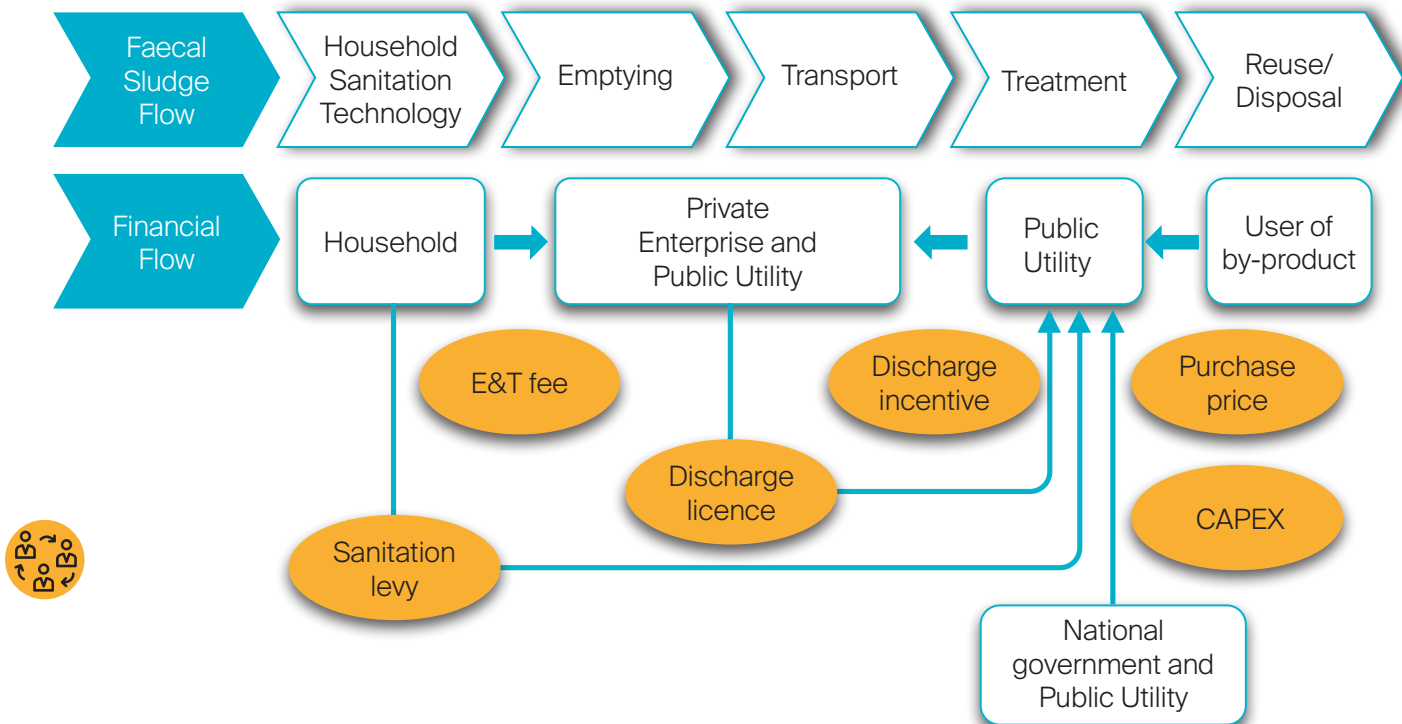 Faecal
Sludge
Flow
Household
Sanitation
Technology
Emptying
Transport
Treatment
Reuse/
Disposal
Financial
Flow
Household
Private
Enterprise and
Public Utility
Public
Utility
User of
by-product
E&T fee
Discharge
incentive
Purchase
price
Discharge
licence
CAPEX
Sanitation
levy
National
government and
Public Utility